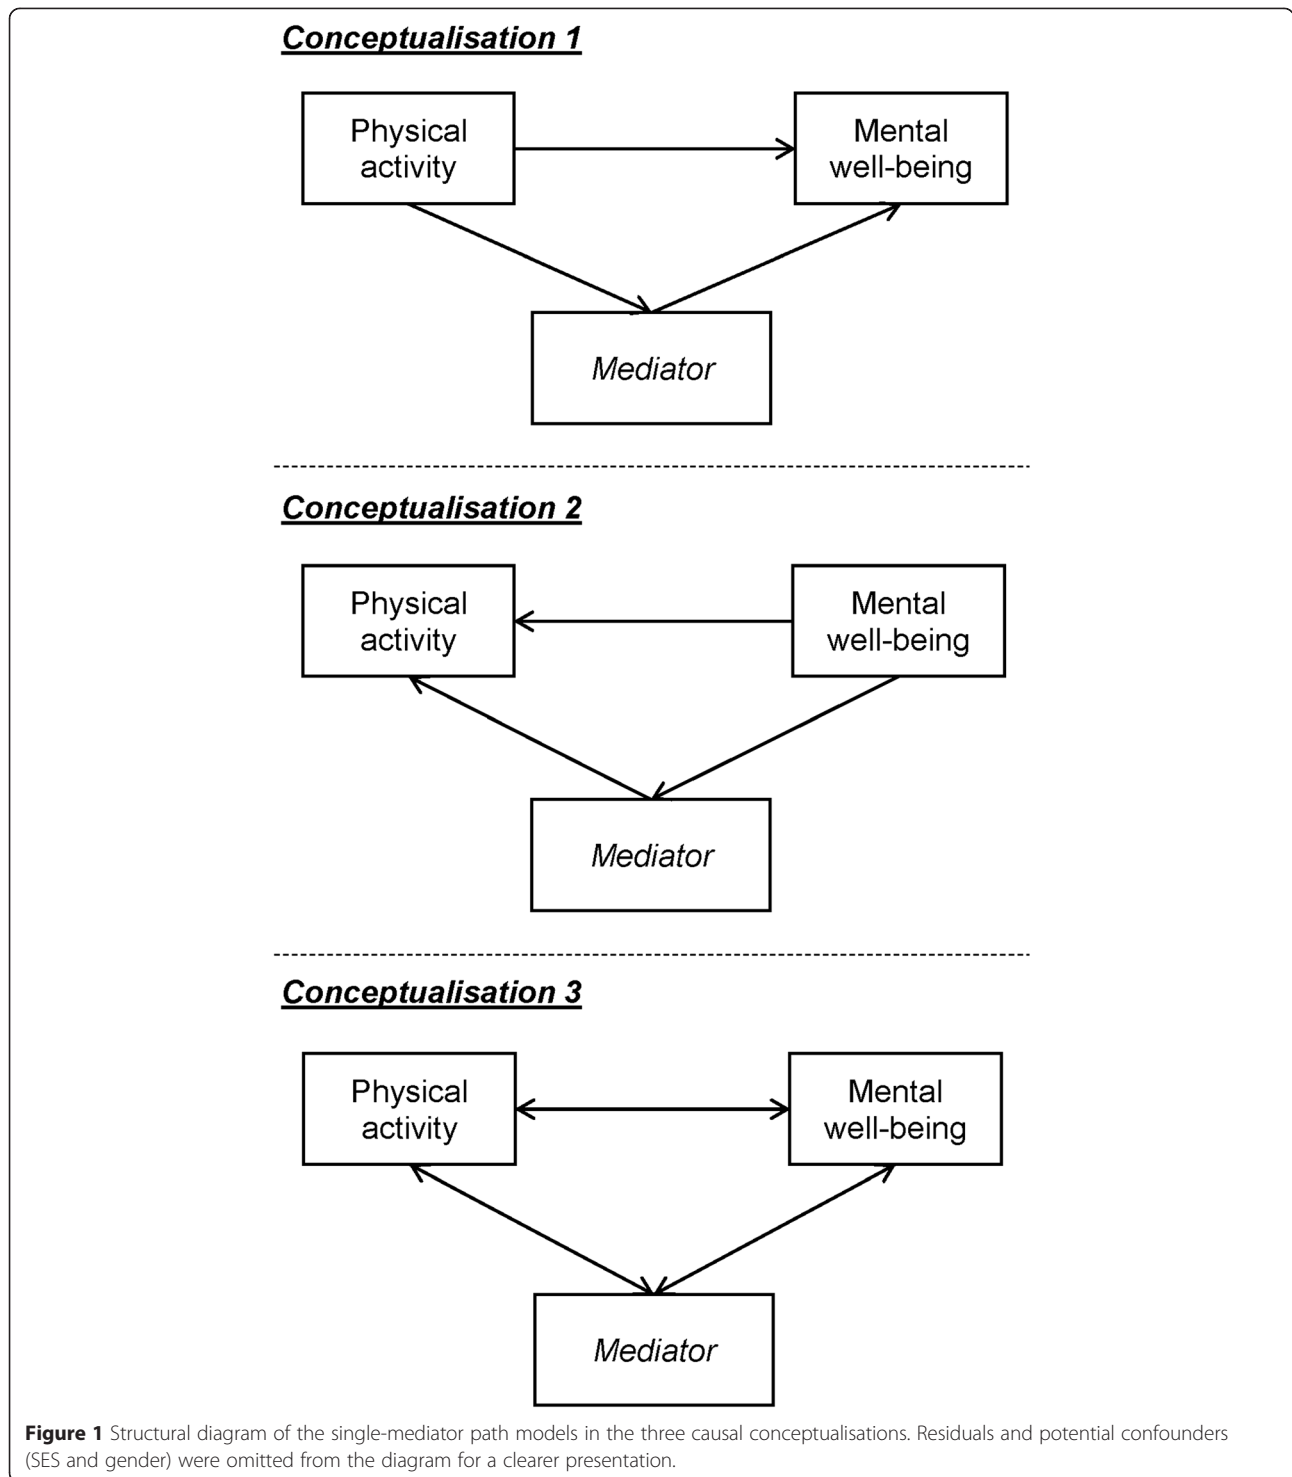 Conceptualisation 1
Physical
activity
Mental
well-being
Mediator
Conceptualisation 2
Physical
activity
Mental
well-being
Mediator
Conceptualisation 3
Physical
activity
Mental
well-being
Mediator
Figure 1 Structural diagram of the single-mediator path models in the three causal conceptualisations. Residuals and potential confounders
(SES and gender) were omitted from the diagram for a clearer presentation.